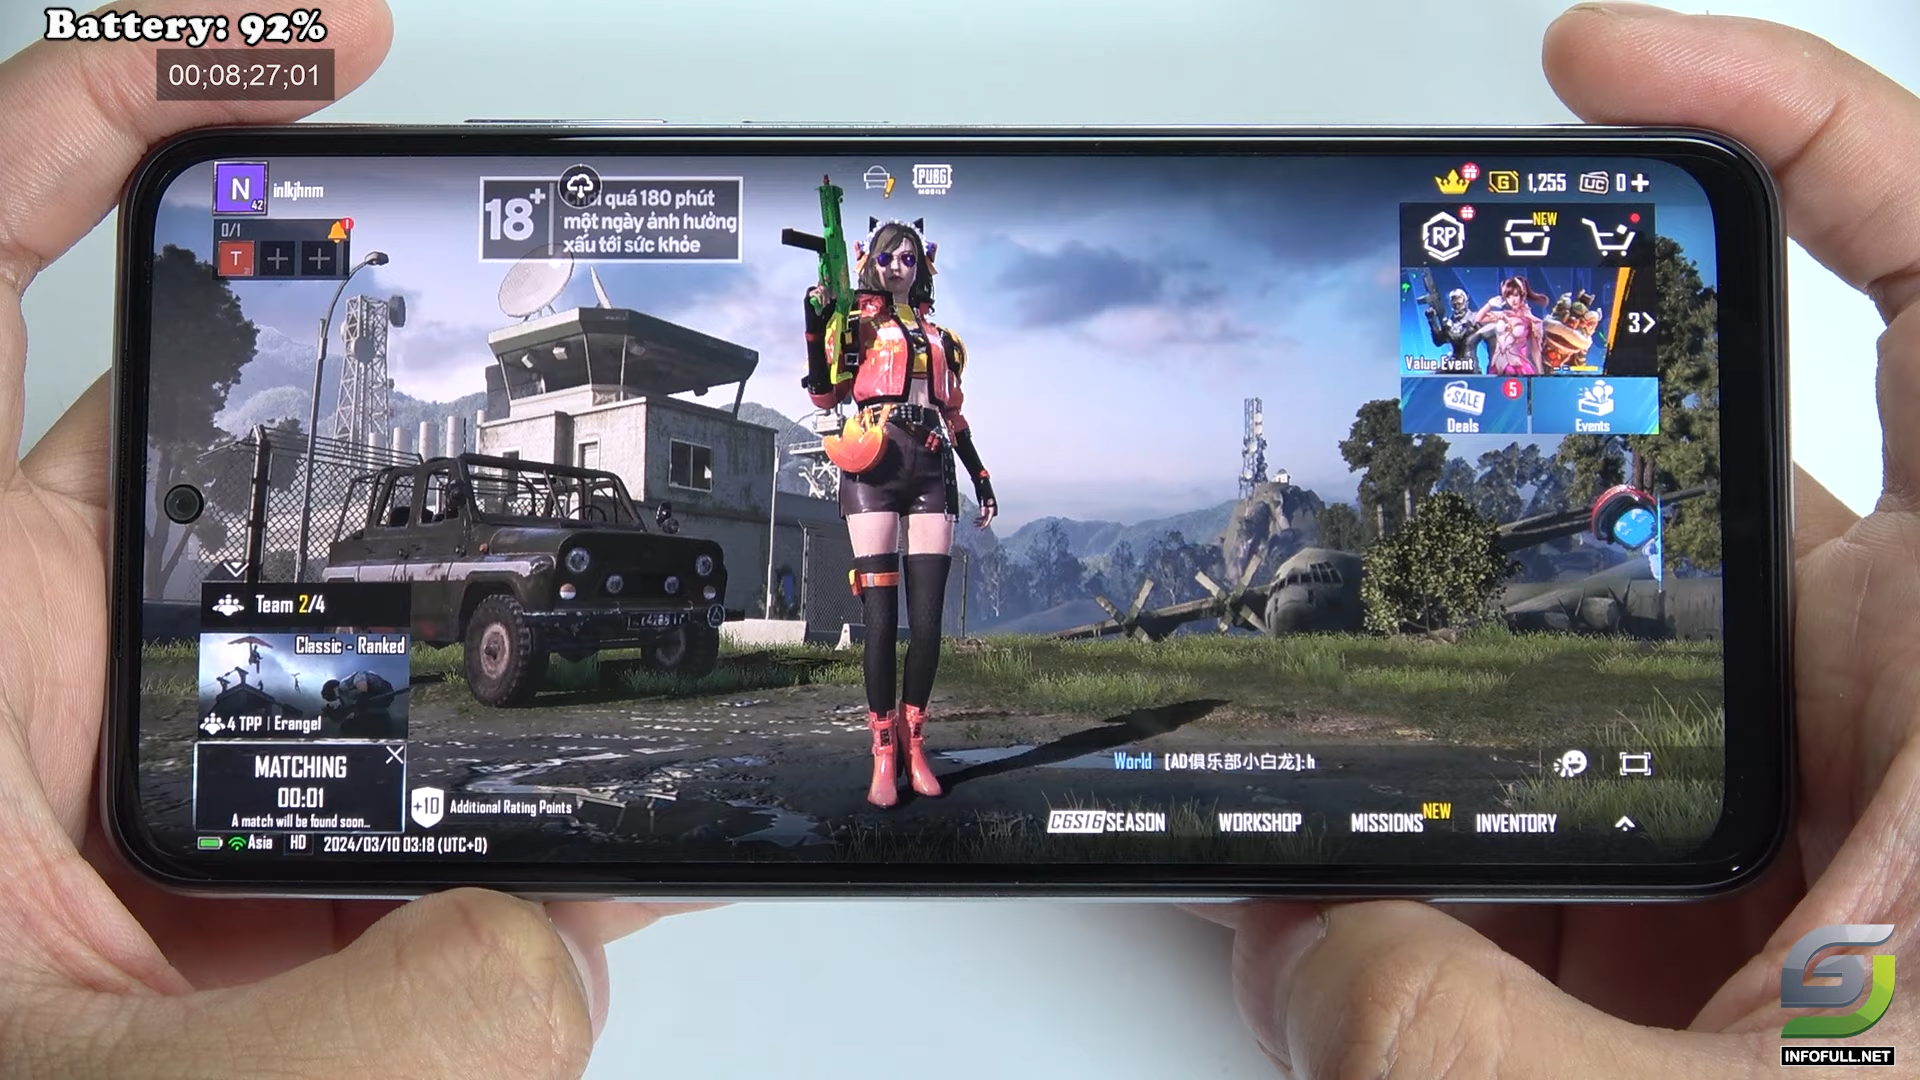 Battery: 92%
00;08;27;01
N
42
inlkjhnm
0/1
1
T
18+
quá 180 phút
một ngày ảnh hưởng
xấu tới sức khỏe
PUBG
MOBILE
G 1,255
UC 0 +
RP
NEW
Value Event
3
SALE
5
Deals
Events
Team 2/4
Classic - Ranked
4 TPP | Erangel
MATCHING
00:01
A match will be found soon...
+10 Additional Rating Points
World [AD俱乐部小白龙]:h
C6S16 SEASON
WORKSHOP
MISSIONS NEW
INVENTORY
Asia HD 2024/03/10 03:18 (UTC+0)
INFOFULL.NET